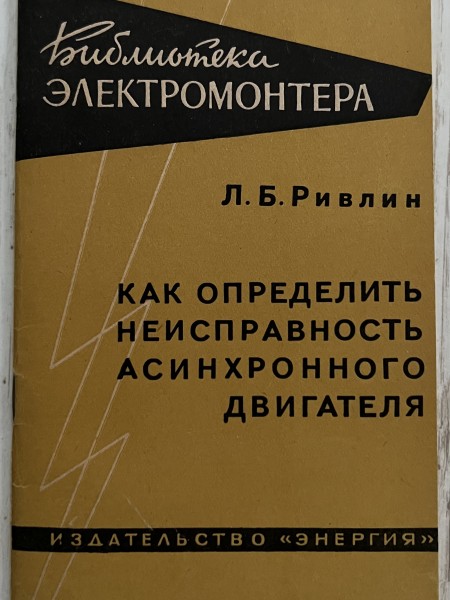 Библиотека
ЭЛЕКТРОМОНТЕРА
Л. Б. Ривлин
КАК ОПРЕДЕЛИТЬ
НЕИСПРАВНОСТЬ
АСИНХРОННОГО
ДВИГАТЕЛЯ
ИЗДАТЕЛЬСТВО «ЭНЕРГИЯ»